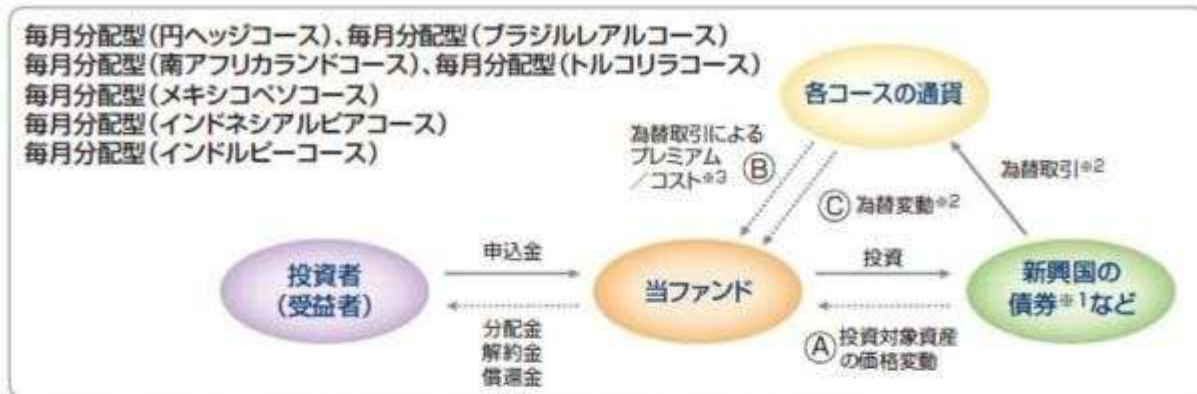 毎月分配型(円ヘッジコース)、毎月分配型(ブラジルレアルコース)
毎月分配型(南アフリカランドコース)、毎月分配型(トルコリラコース)
毎月分配型(メキシコペソコース)
毎月分配型(インドネシアルピアコース)
毎月分配型(インドルピーコース)
各コースの通貨
為替取引による
プレミアム
/コスト※3
Ⓑ
Ⓒ 為替変動※2
為替取引※2
投資者
(受益者)
申込金
分配金
解約金
償還金
当ファンド
投資
Ⓐ 投資対象資産
の価格変動
新興国の
債券※1など